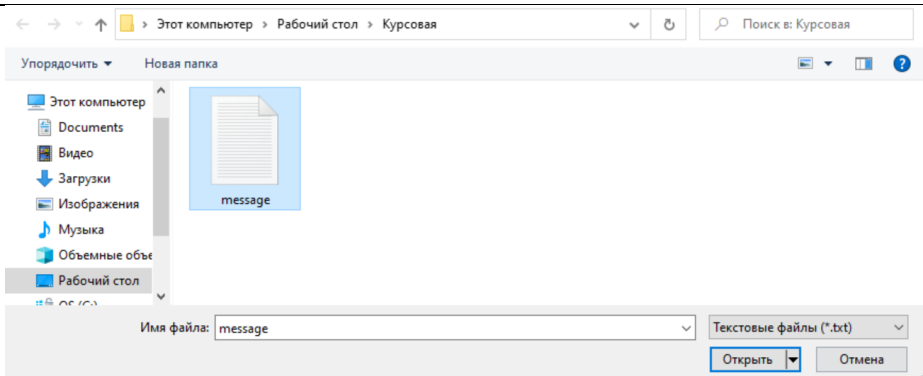 Этот компьютер > Рабочий стол > Курсовая
Поиск в: Курсовая
Упорядочить
Новая папка
Этот компьютер
Documents
Видео
Загрузки
Изображения
Музыка
Объемные объе
Рабочий стол
OS (C:)
message
Имя файла: message
Текстовые файлы (*.txt)
Открыть
Отмена